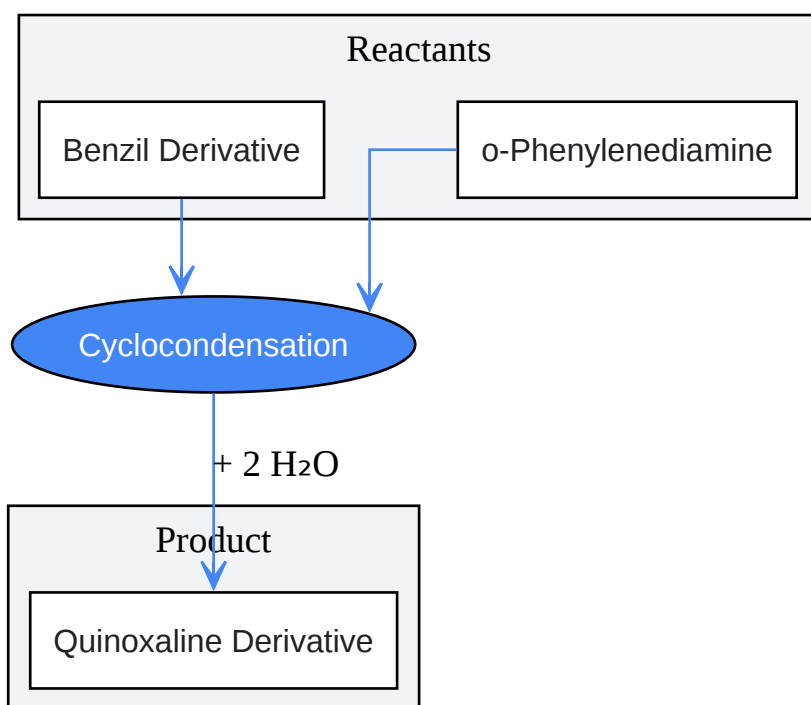 Reactants
Benzil Derivative
o-Phenylenediamine
Cyclocondensation
+ 2 H₂O
Product
Quinoxaline Derivative